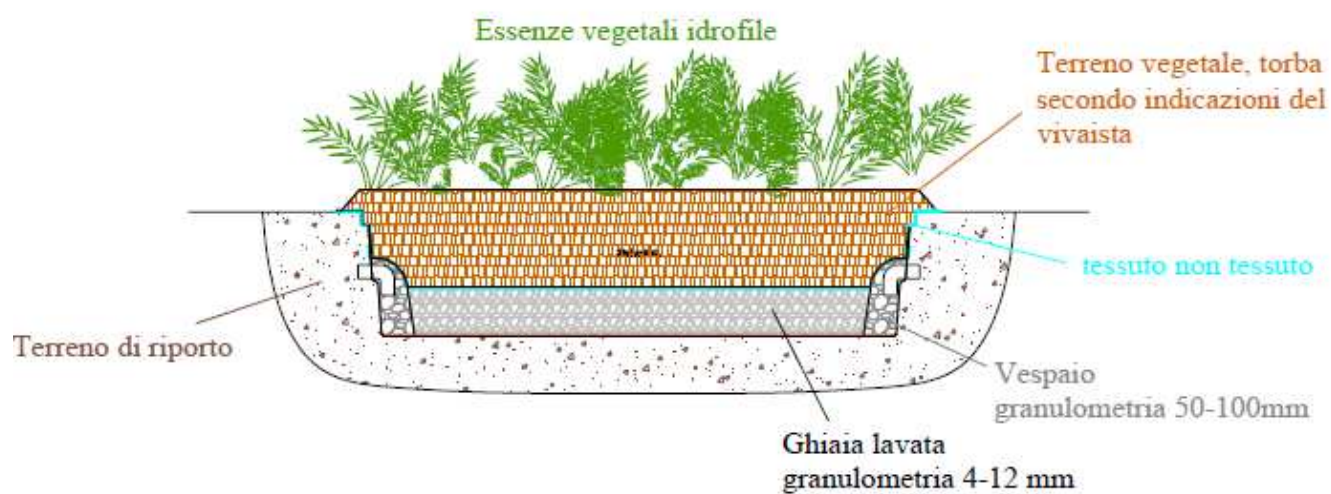 Essenze vegetali idrofile
Terreno vegetale, torba
secondo indicazioni del
vivaista
tessuto non tessuto
Terreno di riporto
Vespaio
granulometria 50-100mm
Ghiaia lavata
granulometria 4-12 mm